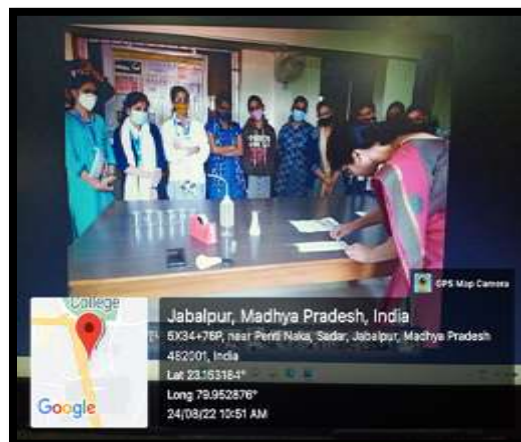 GPS Map Camera
College
Google
Jabalpur, Madhya Pradesh, India
5X34+76P, near Penti Naka, Sadar, Jabalpur, Madhya Pradesh
482001, India
Lat 23.153184°
Long 79.952876°
24/08/22 10:51 AM